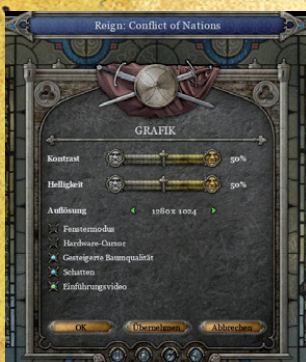 Reign: Conflict of Nations
GRAFIK
Kontrast 50%
Helligkeit 50%
Auflösung 1280x 1024
Fenstermodus
Hardware-Cursor
Gesteigerte Baumqualität
Schatten
Einführungsvideo
OK Übernehmen Abbrechen